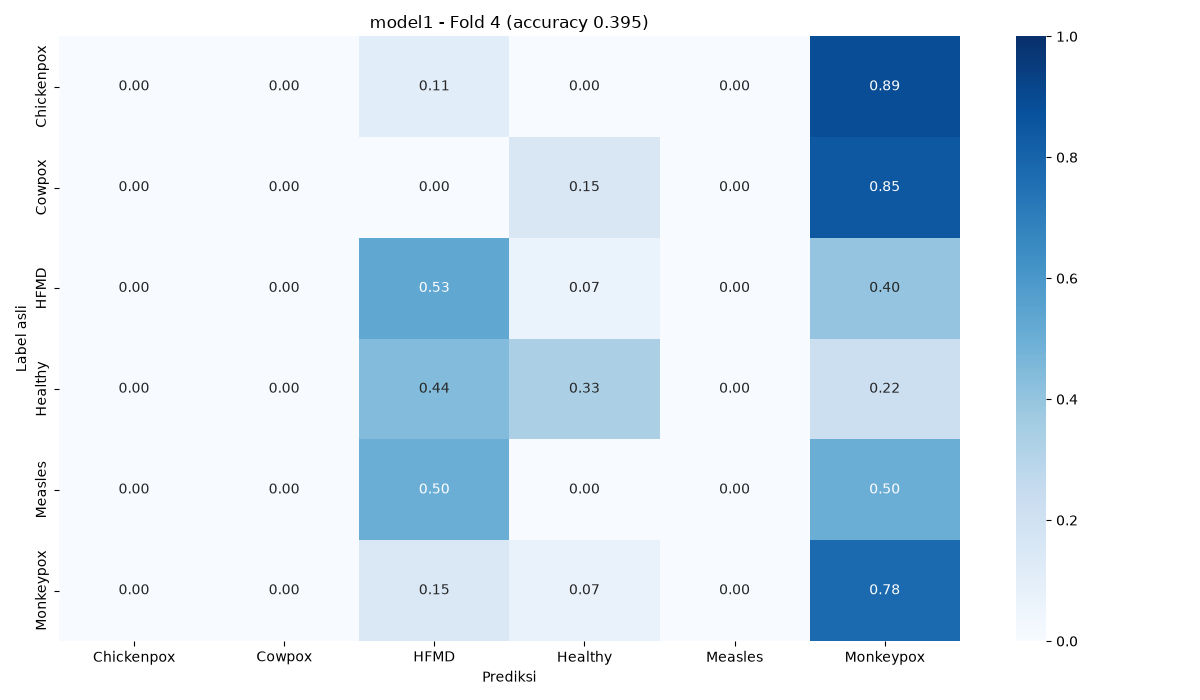 model1 - Fold 4 (accuracy 0.395)
Label asli
Chickenpox 0.00 0.00 0.11 0.00 0.00 0.89
Cowpox 0.00 0.00 0.00 0.15 0.00 0.85
HFMD 0.00 0.00 0.53 0.07 0.00 0.40
Healthy 0.00 0.00 0.44 0.33 0.00 0.22
Measles 0.00 0.00 0.50 0.00 0.00 0.50
Monkeypox 0.00 0.00 0.15 0.07 0.00 0.78
Chickenpox Cowpox HFMD Healthy Measles Monkeypox
Prediksi
1.0
0.8
0.6
0.4
0.2
0.0